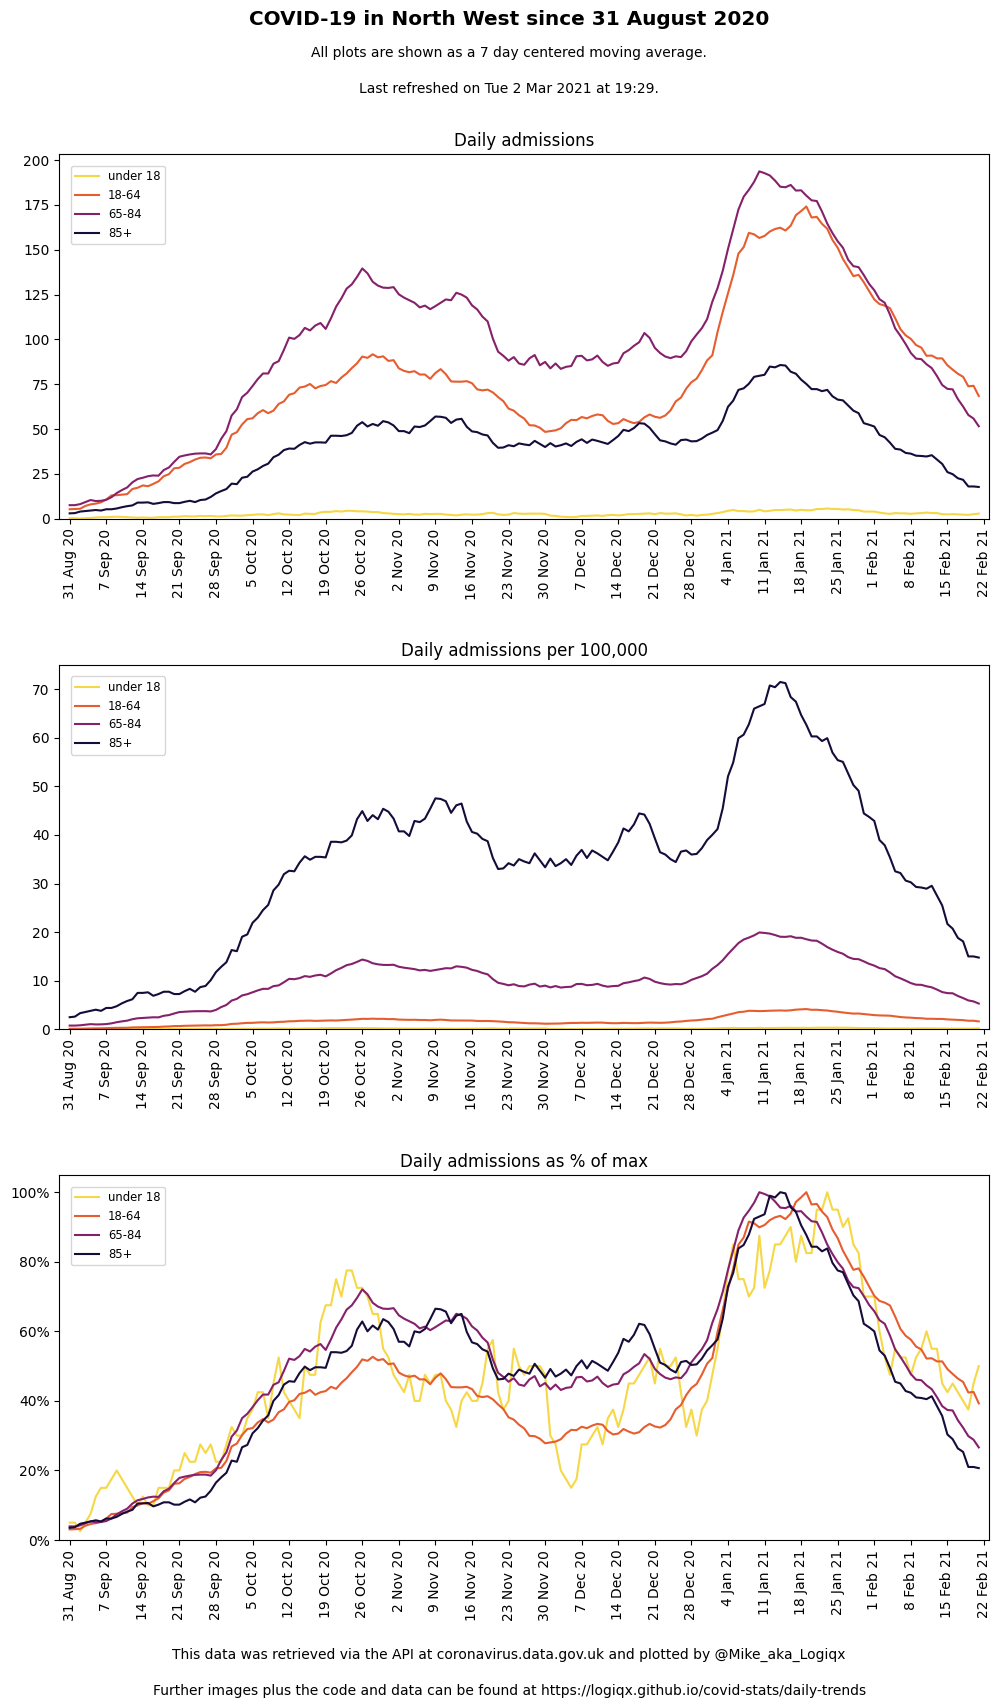 COVID-19 in North West since 31 August 2020
All plots are shown as a 7 day centered moving average.
Last refreshed on Tue 2 Mar 2021 at 19:29.
Daily admissions
200
175
150
125
100
75
50
25
0
under 18
18-64
65-84
85+
31 Aug 20
7 Sep 20
14 Sep 20
21 Sep 20
28 Sep 20
5 Oct 20
12 Oct 20
19 Oct 20
26 Oct 20
2 Nov 20
9 Nov 20
16 Nov 20
23 Nov 20
30 Nov 20
7 Dec 20
14 Dec 20
21 Dec 20
28 Dec 20
4 Jan 21
11 Jan 21
18 Jan 21
25 Jan 21
1 Feb 21
8 Feb 21
15 Feb 21
22 Feb 21
Daily admissions per 100,000
70
60
50
40
30
20
10
0
under 18
18-64
65-84
85+
31 Aug 20
7 Sep 20
14 Sep 20
21 Sep 20
28 Sep 20
5 Oct 20
12 Oct 20
19 Oct 20
26 Oct 20
2 Nov 20
9 Nov 20
16 Nov 20
23 Nov 20
30 Nov 20
7 Dec 20
14 Dec 20
21 Dec 20
28 Dec 20
4 Jan 21
11 Jan 21
18 Jan 21
25 Jan 21
1 Feb 21
8 Feb 21
15 Feb 21
22 Feb 21
Daily admissions as % of max
100%
80%
60%
40%
20%
0%
under 18
18-64
65-84
85+
31 Aug 20
7 Sep 20
14 Sep 20
21 Sep 20
28 Sep 20
5 Oct 20
12 Oct 20
19 Oct 20
26 Oct 20
2 Nov 20
9 Nov 20
16 Nov 20
23 Nov 20
30 Nov 20
7 Dec 20
14 Dec 20
21 Dec 20
28 Dec 20
4 Jan 21
11 Jan 21
18 Jan 21
25 Jan 21
1 Feb 21
8 Feb 21
15 Feb 21
22 Feb 21
This data was retrieved via the API at coronavirus.data.gov.uk and plotted by @Mike_aka_Logiqx
Further images plus the code and data can be found at https://logiqx.github.io/covid-stats/daily-trends